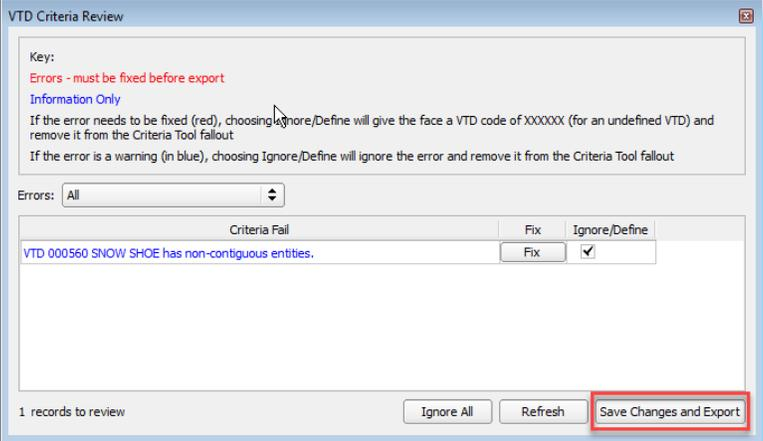 VTD Criteria Review
Key:
Errors - must be fixed before export
Information Only
If the error needs to be fixed (red), choosing Ignore/Define will give the face a VTD code of XXXXXX (for an undefined VTD) and
remove it from the Criteria Tool fallout
If the error is a warning (in blue), choosing Ignore/Define will ignore the error and remove it from the Criteria Tool fallout
Errors: All
Criteria Fail Fix Ignore/Define
VTD 000560 SNOW SHOE has non-contiguous entities. Fix
1 records to review Ignore All Refresh Save Changes and Export